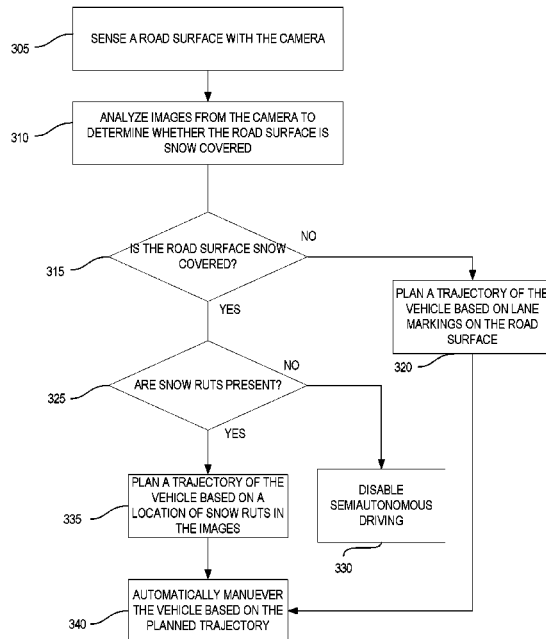 305
SENSE A ROAD SURFACE WITH THE CAMERA
310
ANALYZE IMAGES FROM THE CAMERA TO
DETERMINE WHETHER THE ROAD SURFACE IS
SNOW COVERED
315
IS THE ROAD SURFACE SNOW
COVERED?
NO
YES
PLAN A TRAJECTORY OF THE
VEHICLE BASED ON LANE
MARKINGS ON THE ROAD
SURFACE
320
325
ARE SNOW RUTS PRESENT?
NO
YES
335
PLAN A TRAJECTORY OF THE
VEHICLE BASED ON A
LOCATION OF SNOW RUTS IN
THE IMAGES
DISABLE
SEMIAUTONOMOUS
DRIVING
330
340
AUTOMATICALLY MANUEVER
THE VEHICLE BASED ON THE
PLANNED TRAJECTORY